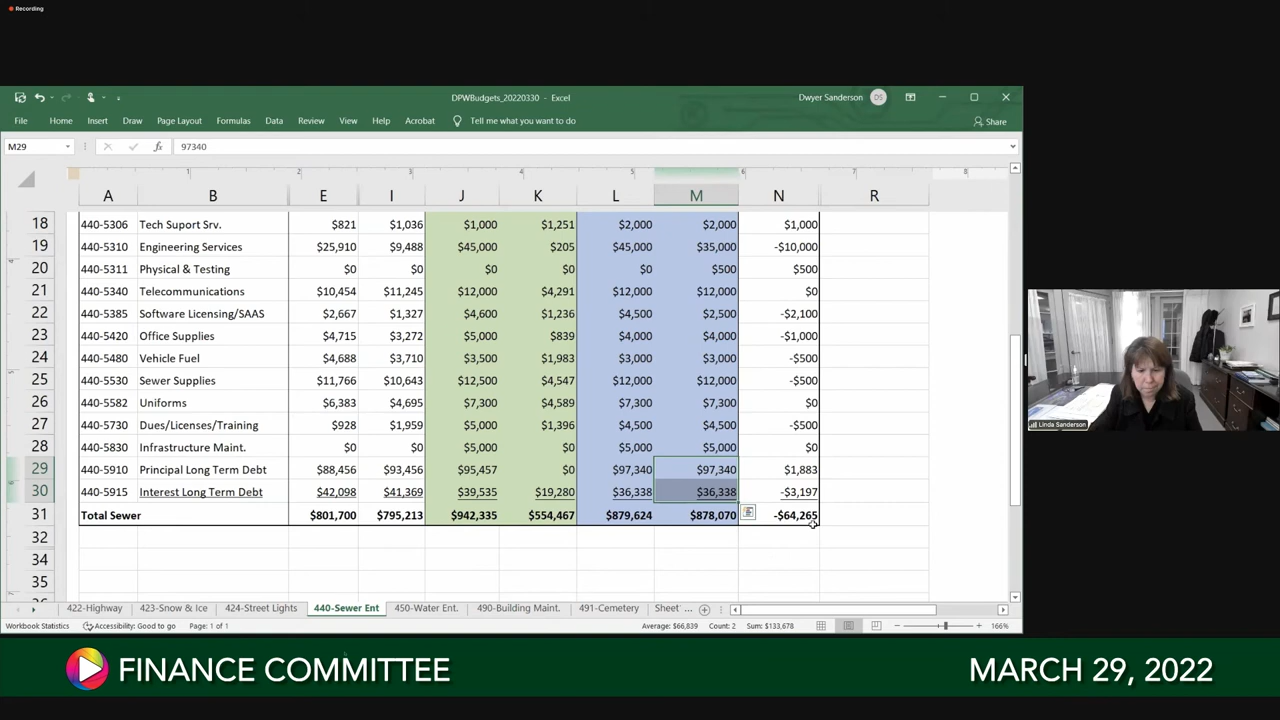 Recording
DPWBudgets_20220330 - Excel
Dwyer Sanderson
DS
File Home Insert Draw Page Layout Formulas Data Review View Help Acrobat Tell me what you want to do
Share
M29 fx 97340
1 2 3 4 5 6 7 8
A B E I J K L M N R
18 440-5306 Tech Suport Srv. $821 $1,036 $1,000 $1,251 $2,000 $2,000 $1,000
19 440-5310 Engineering Services $25,910 $9,488 $45,000 $205 $45,000 $35,000 -$10,000
20 440-5311 Physical & Testing $0 $0 $0 $0 $0 $500 $500
21 440-5340 Telecommunications $10,454 $11,245 $12,000 $4,291 $12,000 $12,000 $0
22 440-5385 Software Licensing/SAAS $2,667 $1,327 $4,600 $1,236 $4,500 $2,500 -$2,100
23 440-5420 Office Supplies $4,715 $3,272 $5,000 $839 $4,000 $4,000 -$1,000
24 440-5480 Vehicle Fuel $4,688 $3,710 $3,500 $1,983 $3,000 $3,000 -$500
25 440-5530 Sewer Supplies $11,766 $10,643 $12,500 $4,547 $12,000 $12,000 -$500
26 440-5582 Uniforms $6,383 $4,695 $7,300 $4,589 $7,300 $7,300 $0
27 440-5730 Dues/Licenses/Training $928 $1,959 $5,000 $1,396 $4,500 $4,500 -$500
28 440-5830 Infrastructure Maint. $0 $0 $5,000 $0 $5,000 $5,000 $0
29 440-5910 Principal Long Term Debt $88,456 $93,456 $95,457 $0 $97,340 $97,340 $1,883
30 440-5915 Interest Long Term Debt $42,098 $41,369 $39,535 $19,280 $36,338 $36,338 -$3,197
31 Total Sewer $801,700 $795,213 $942,335 $554,467 $879,624 $878,070 -$64,265
32
34
35
422-Highway 423-Snow & Ice 424-Street Lights 440-Sewer Ent 450-Water Ent. 490-Building Maint. 491-Cemetery Sheet ...
Workbook Statistics Accessibility: Good to go Page: 1 of 1 Average: $66,839 Count: 2 Sum: $133,678 166%
Linda Sanderson
FINANCE COMMITTEE
MARCH 29, 2022